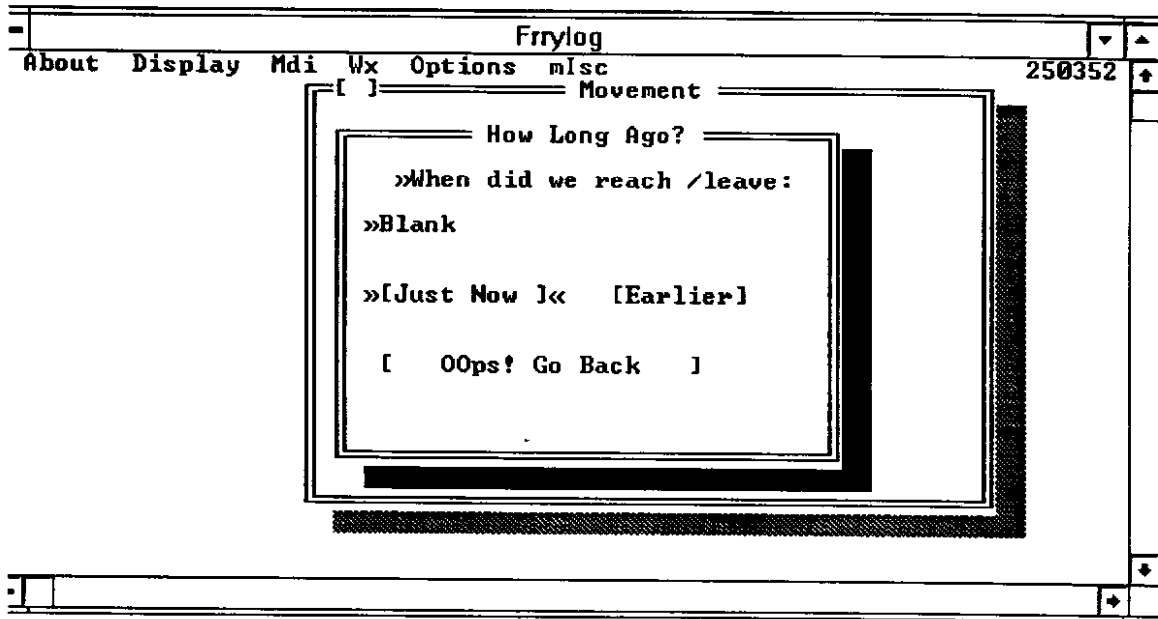 Frrylog
About Display Mdi Wx Options mIsc 250352
[ ] Movement
How Long Ago?
»When did we reach /leave:
»Blank
»[Just Now ]« [Earlier]
[ OOps! Go Back ]